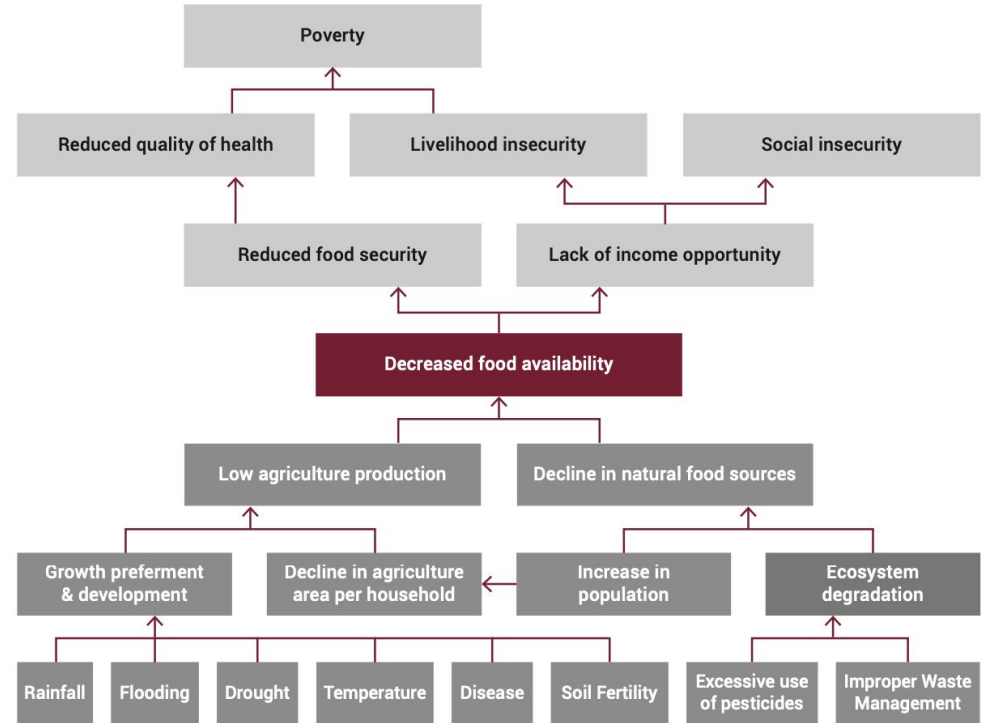 Poverty
Reduced quality of health
Livelihood insecurity
Social insecurity
Reduced food security
Lack of income opportunity
Decreased food availability
Low agriculture production
Decline in natural food sources
Growth preferment
& development
Decline in agriculture
area per household
Increase in
population
Ecosystem
degradation
Rainfall
Flooding
Drought
Temperature
Disease
Soil Fertility
Excessive use
of pesticides
Improper Waste
Management